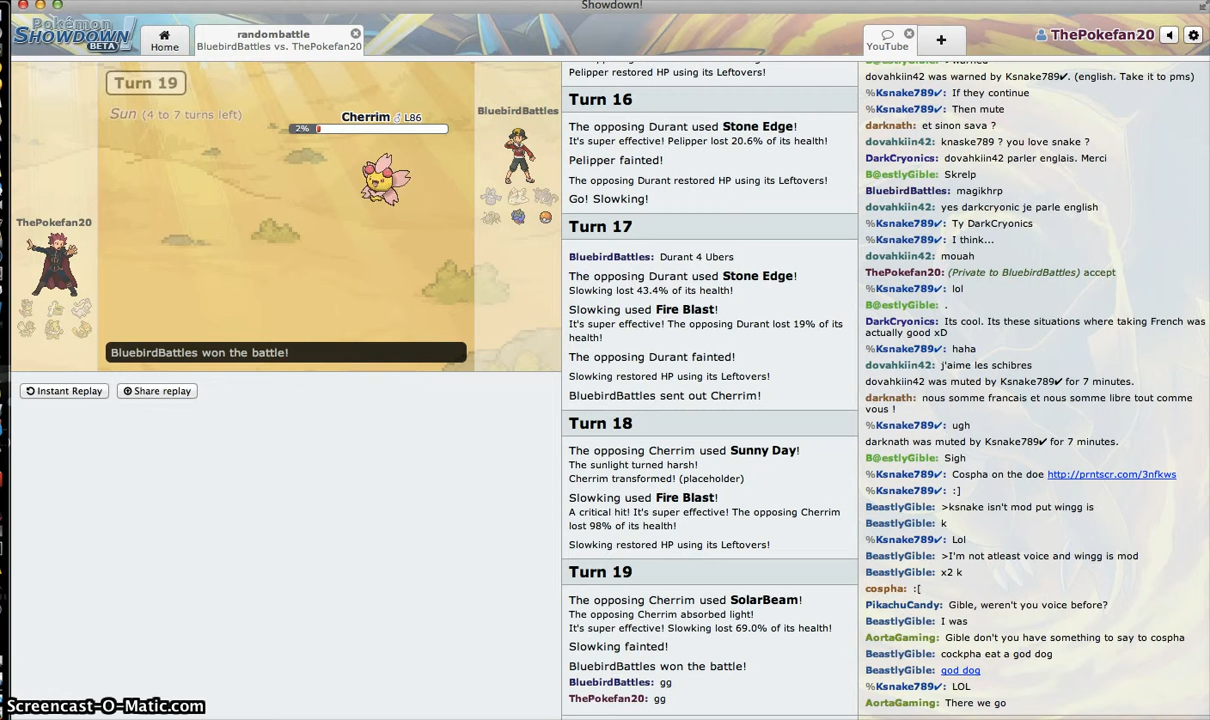 Showdown!
Pokémon
SHOWDOWN
BETA
Home
randombattle
BluebirdBattles vs. ThePokefan20
YouTube
+
ThePokefan20
Turn 19
Sun (4 to 7 turns left)
Cherrim ♂ L86
2%
BluebirdBattles
ThePokefan20
BluebirdBattles won the battle!
Instant Replay
Share replay
Pelipper restored HP using its Leftovers!
Turn 16
The opposing Durant used Stone Edge!
It's super effective! Pelipper lost 20.6% of its health!
Pelipper fainted!
The opposing Durant restored HP using its Leftovers!
Go! Slowking!
Turn 17
BluebirdBattles: Durant 4 Ubers
The opposing Durant used Stone Edge!
Slowking lost 43.4% of its health!
Slowking used Fire Blast!
It's super effective! The opposing Durant lost 19% of its
health!
The opposing Durant fainted!
Slowking restored HP using its Leftovers!
BluebirdBattles sent out Cherrim!
Turn 18
The opposing Cherrim used Sunny Day!
The sunlight turned harsh!
Cherrim transformed! (placeholder)
Slowking used Fire Blast!
A critical hit! It's super effective! The opposing Cherrim
lost 98% of its health!
Slowking restored HP using its Leftovers!
Turn 19
The opposing Cherrim used SolarBeam!
The opposing Cherrim absorbed light!
It's super effective! Slowking lost 69.0% of its health!
Slowking fainted!
BluebirdBattles won the battle!
BluebirdBattles: gg
ThePokefan20: gg
B@estlyGible: >warned
dovahkiin42 was warned by Ksnake789✔. (english. Take it to pms)
%Ksnake789✔: If they continue
%Ksnake789✔: Then mute
darknath: et sinon sava ?
dovahkiin42: knaske789 ? you love snake ?
DarkCryonics: dovahkiin42 parler englais. Merci
B@estlyGible: Skrelp
BluebirdBattles: magikhrp
dovahkiin42: yes darkcryonic je parle english
%Ksnake789✔: Ty DarkCryonics
%Ksnake789✔: I think...
dovahkiin42: mouah
ThePokefan20: (Private to BluebirdBattles) accept
%Ksnake789✔: lol
B@estlyGible: .
DarkCryonics: Its cool. Its these situations where taking French was
actually good xD
%Ksnake789✔: haha
dovahkiin42: j'aime les schibres
dovahkiin42 was muted by Ksnake789✔ for 7 minutes.
darknath: nous somme francais et nous somme libre tout comme
vous !
%Ksnake789✔: ugh
darknath was muted by Ksnake789✔ for 7 minutes.
B@estlyGible: Sigh
%Ksnake789✔: Cospha on the doe http://prntscr.com/3nfkws
%Ksnake789✔: :]
BeastlyGible: >ksnake isn't mod put wingg is
BeastlyGible: k
%Ksnake789✔: Lol
BeastlyGible: >I'm not atleast voice and wingg is mod
BeastlyGible: x2 k
cospha: :[
PikachuCandy: Gible, weren't you voice before?
BeastlyGible: I was
AortaGaming: Gible don't you have something to say to cospha
BeastlyGible: cockpha eat a god dog
BeastlyGible: god dog
%Ksnake789✔: LOL
AortaGaming: There we go
Screencast-O-Matic.com